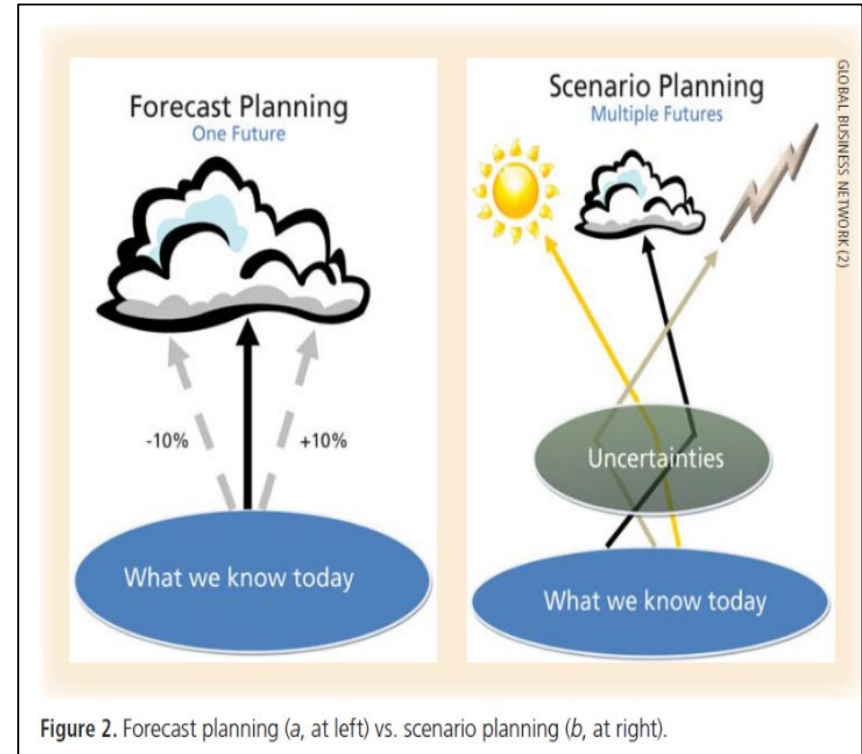 Forecast Planning
One Future
-10%
+10%
What we know today
Scenario Planning
Multiple Futures
GLOBAL BUSINESS NETWORK (2)
Uncertainties
What we know today
Figure 2. Forecast planning (a, at left) vs. scenario planning (b, at right).